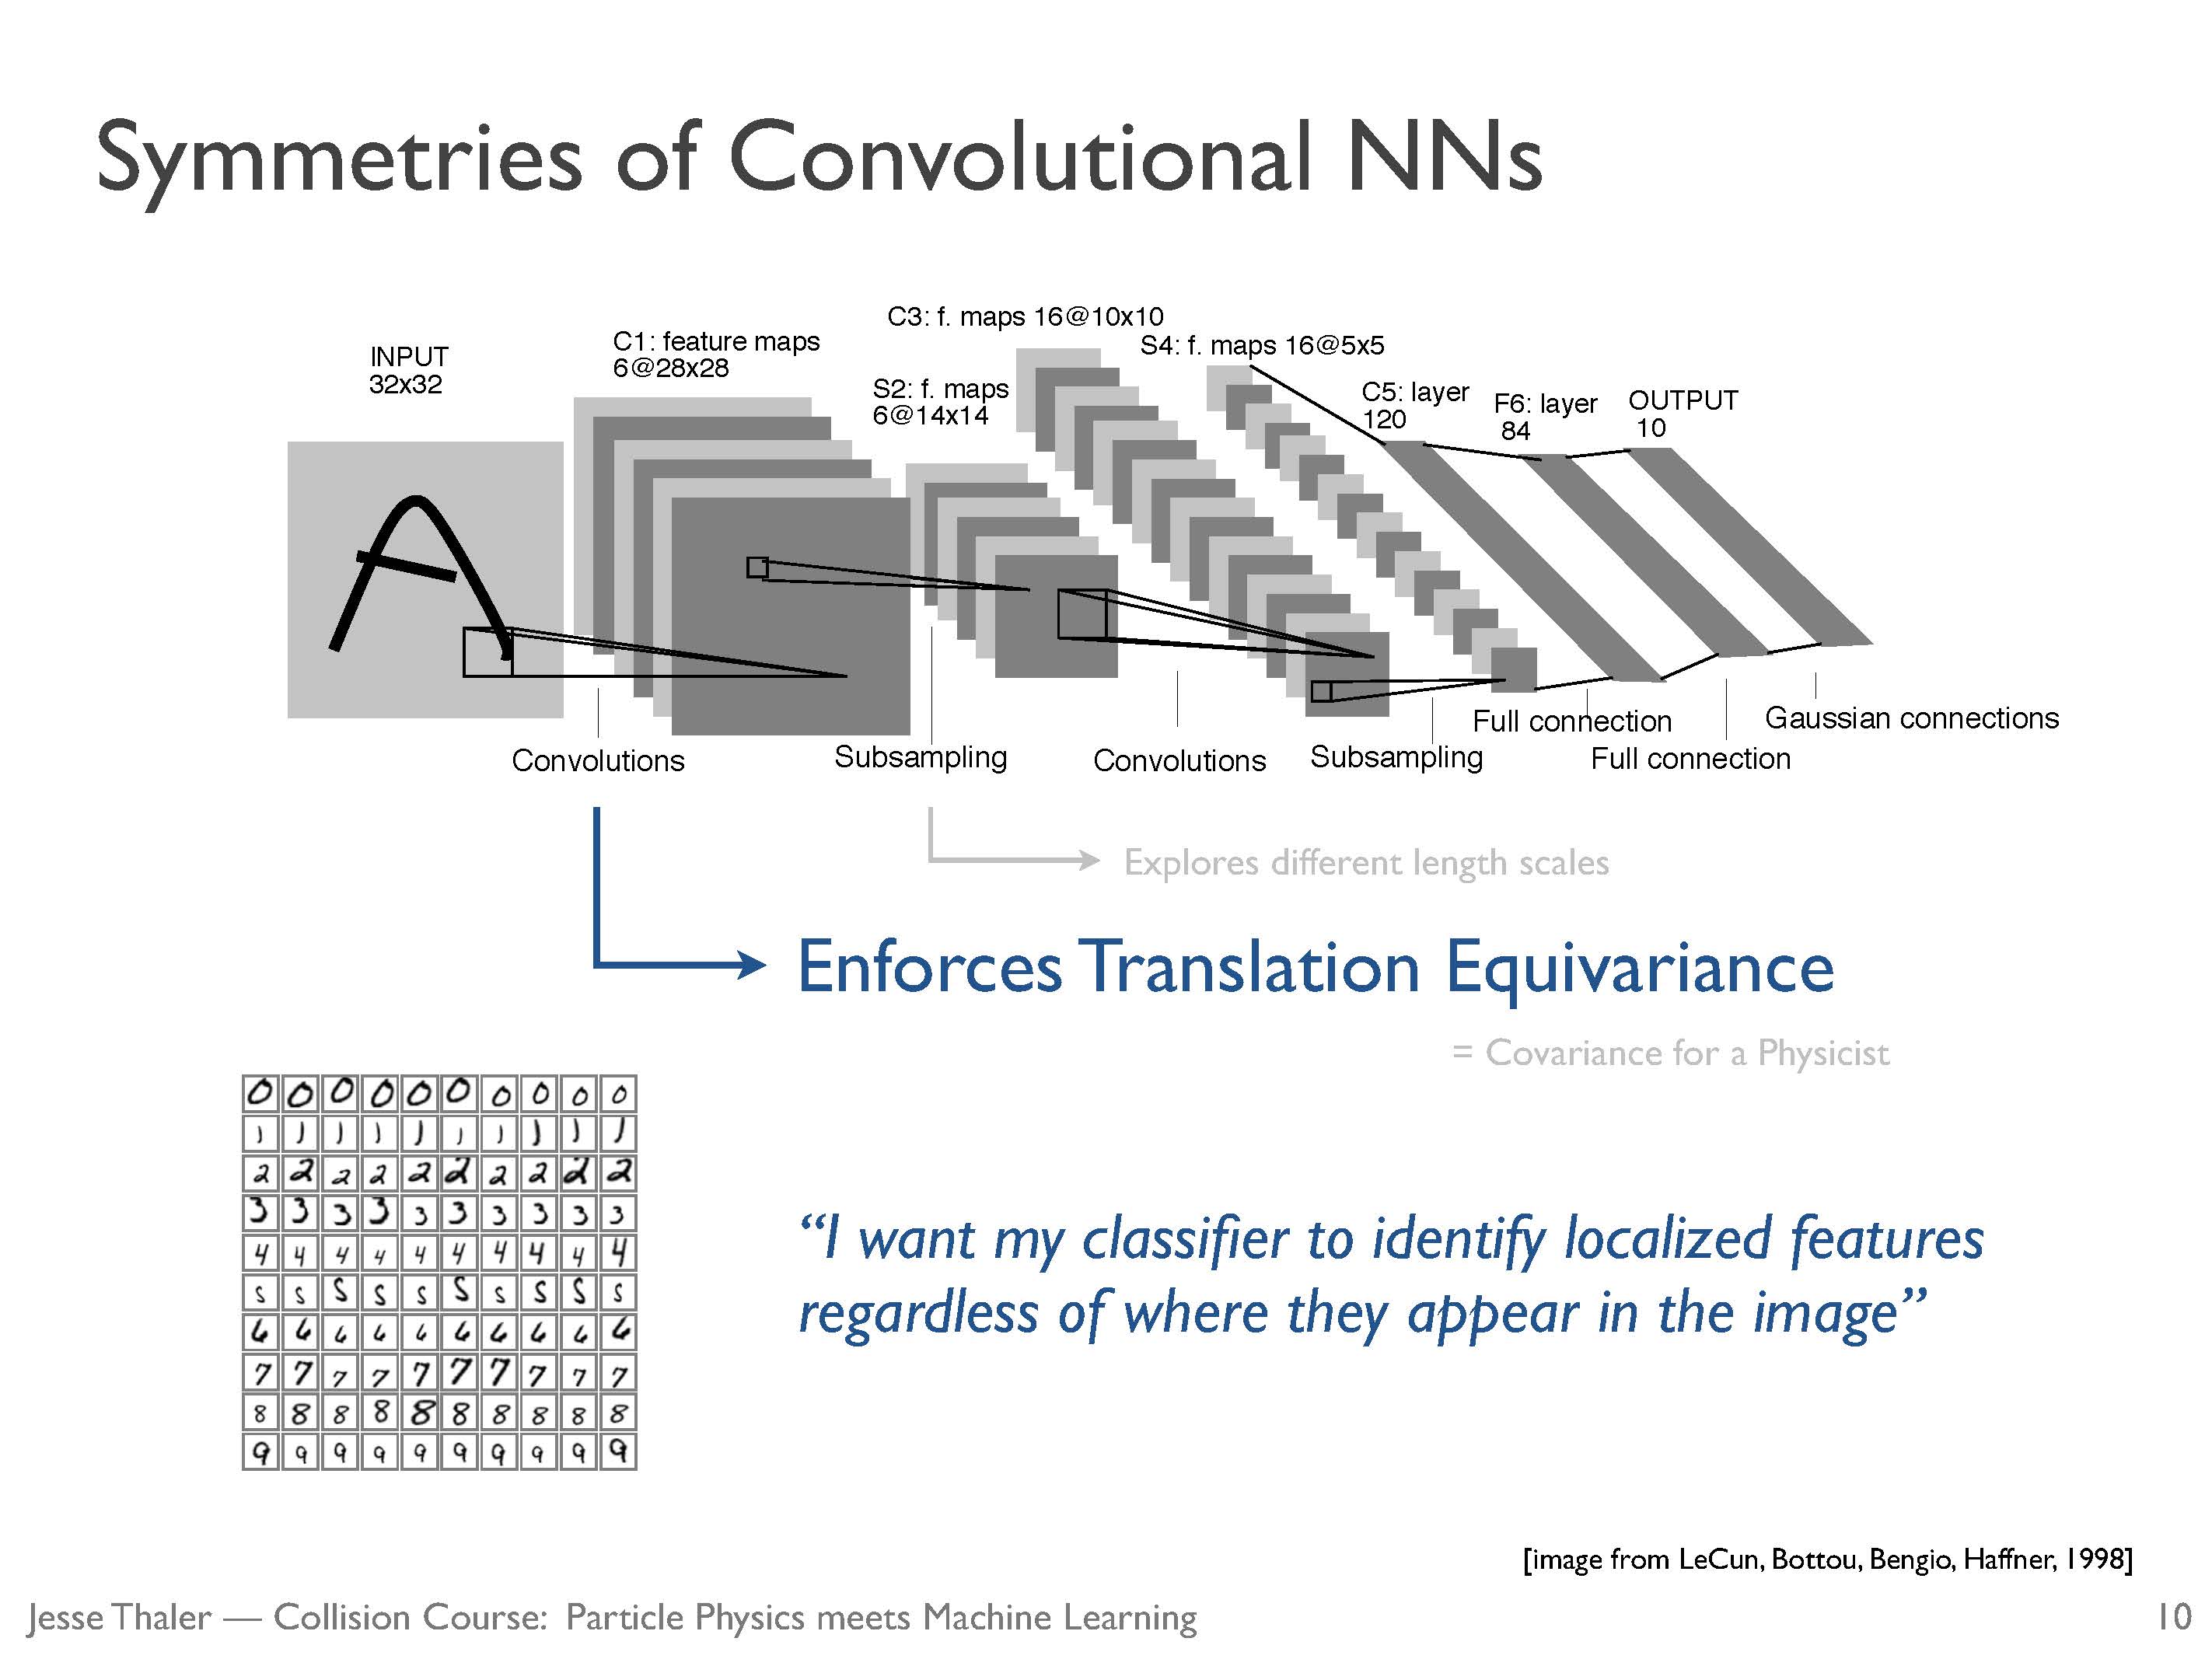 Symmetries of Convolutional NNs
INPUT
32x32
C1: feature maps
6@28x28
S2: f. maps
6@14x14
C3: f. maps 16@10x10
S4: f. maps 16@5x5
C5: layer
120
F6: layer
84
OUTPUT
10
A
Convolutions
Subsampling
Convolutions
Subsampling
Full connection
Full connection
Gaussian connections
Explores different length scales
Enforces Translation Equivariance
= Covariance for a Physicist
0 0 0 0 0 0 0 0 0 0
1 1 1 1 1 1 1 1 1 1
2 2 2 2 2 2 2 2 2 2
3 3 3 3 3 3 3 3 3 3
4 4 4 4 4 4 4 4 4 4
5 5 5 5 5 5 5 5 5 5
6 6 6 6 6 6 6 6 6 6
7 7 7 7 7 7 7 7 7 7
8 8 8 8 8 8 8 8 8 8
9 9 9 9 9 9 9 9 9 9
“I want my classifier to identify localized features
regardless of where they appear in the image”
[image from LeCun, Bottou, Bengio, Haffner, 1998]
Jesse Thaler — Collision Course: Particle Physics meets Machine Learning
10